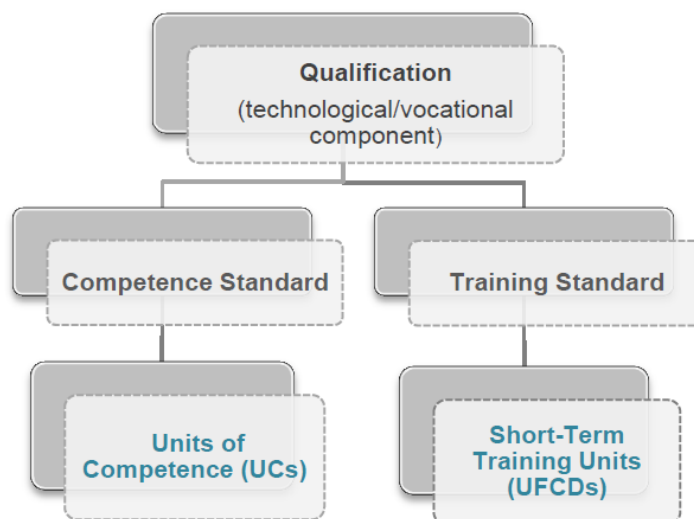 Qualification
(technological/vocational
component)
Competence Standard
Training Standard
Units of
Competence (UCs)
Short-Term
Training Units
(UFCDs)